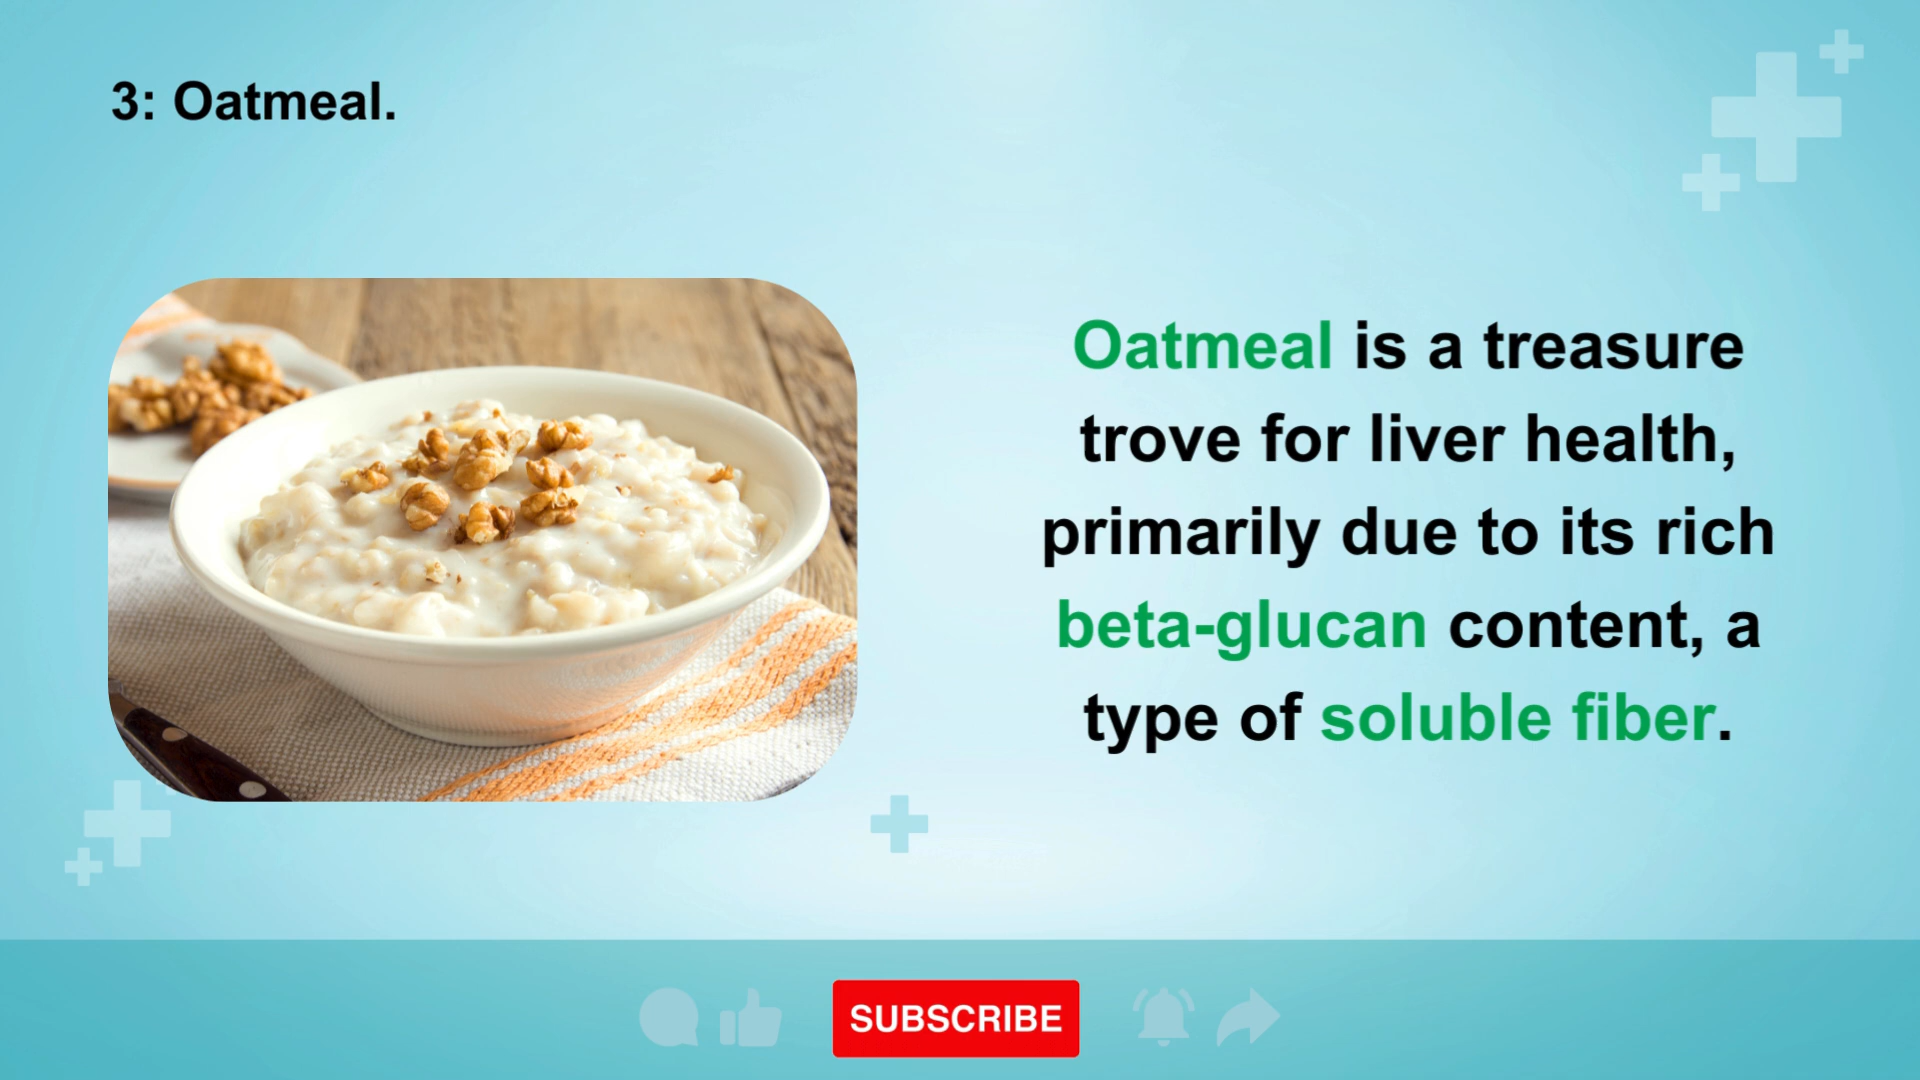 3: Oatmeal.
Oatmeal is a treasure
trove for liver health,
primarily due to its rich
beta-glucan content, a
type of soluble fiber.
SUBSCRIBE